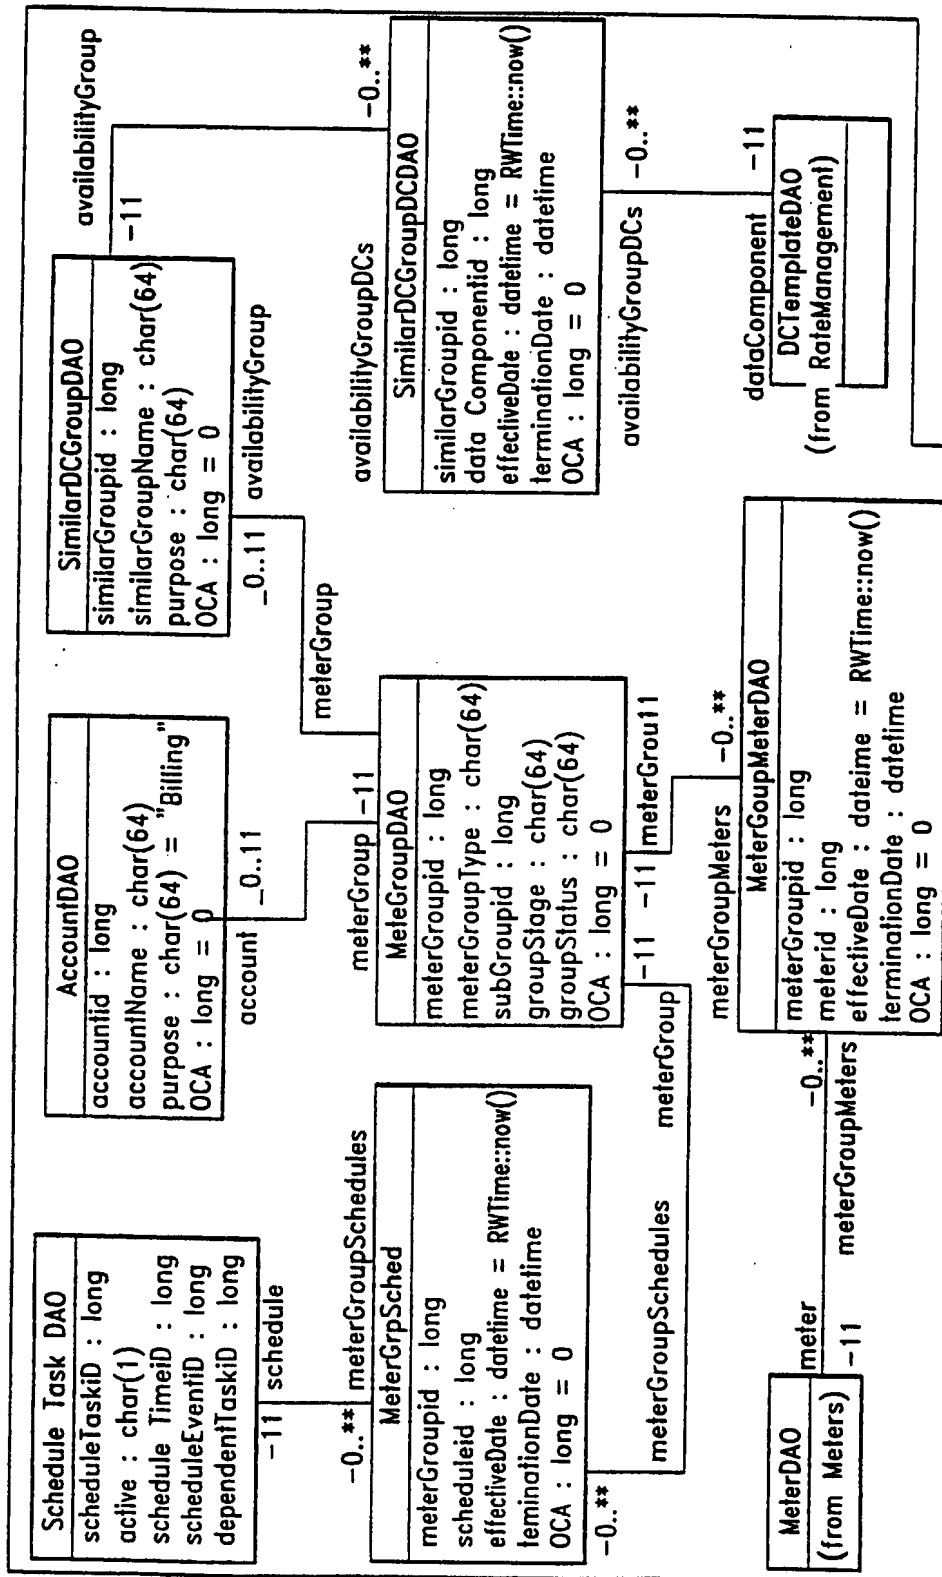 Schedule Task DAO
scheduleTaskiD : long
active : char(1)
schedule TimeiD : long
scheduleEventiD : long
dependentTaskiD : long
-11 schedule
-0..** meterGroupSchedules
MeterGrpSched
meterGroupid : long
scheduleid : long
effectiveDate : datetime = RWTime::now()
teminationDate : datetime
OCA : long = 0
-0..** meterGroupSchedules
meterGroup -11
AccountDAO
accountid : long
accountName : char(64)
purpose : char(64) = "Billing"
OCA : long = 0
account _0..11
meterGroup -11
MeteGroupDAO
meterGroupid : long
meterGroupType : char(64)
subGroupid : long
groupStage : char(64)
groupStatus : char(64)
OCA : long = 0
-11 meterGrou11
meterGroup
SimilarDCGroupDAO
similarGroupid : long
similarGroupName : char(64)
purpose : char(64)
OCA : long = 0
_0..11 availabilityGroup
-11 availabilityGroup
-0..**
availabilityGroupDCs
SimilarDCGroupDCDAO
similarGroupid : long
data Componentid : long
effectiveDate : datetime = RWTime::now()
terminationDate : datetime
OCA : long = 0
availabilityGroupDCs -0..**
dataComponent -11
DCTemplateDAO
(from RateManagement)
meterGroupMeters -0..**
MeterGoupMeterDAO
meterGroupid : long
meterid : long
effectiveDate : dateime = RWTime::now()
terminationDate : datetime
OCA : long = 0
-0..**
meterGroupMeters
meter
-11
MeterDAO
(from Meters)